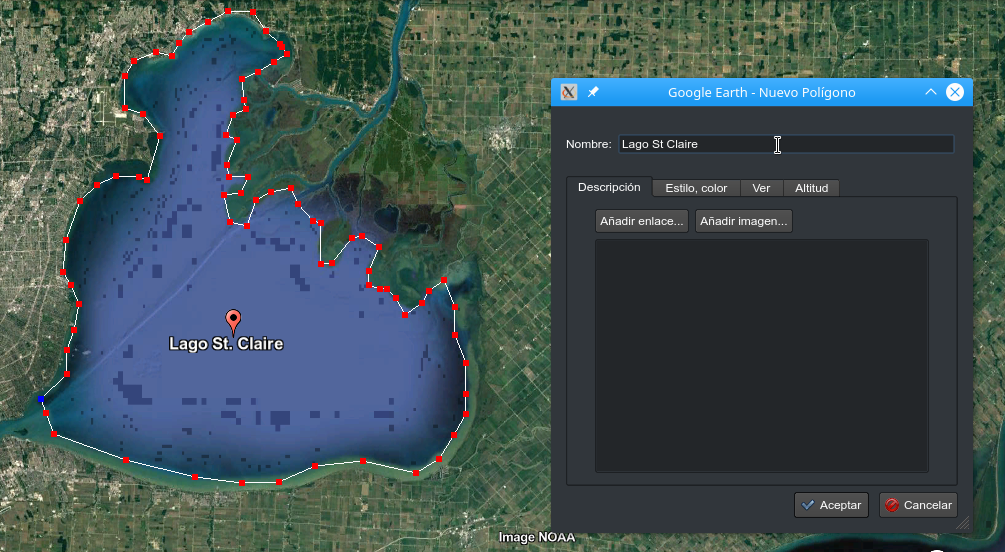 Google Earth - Nuevo Polígono
Nombre: Lago St Claire
Descripción Estilo, color Ver Altitud
Añadir enlace... Añadir imagen...
Lago St. Claire
Aceptar Cancelar
Image NOAA